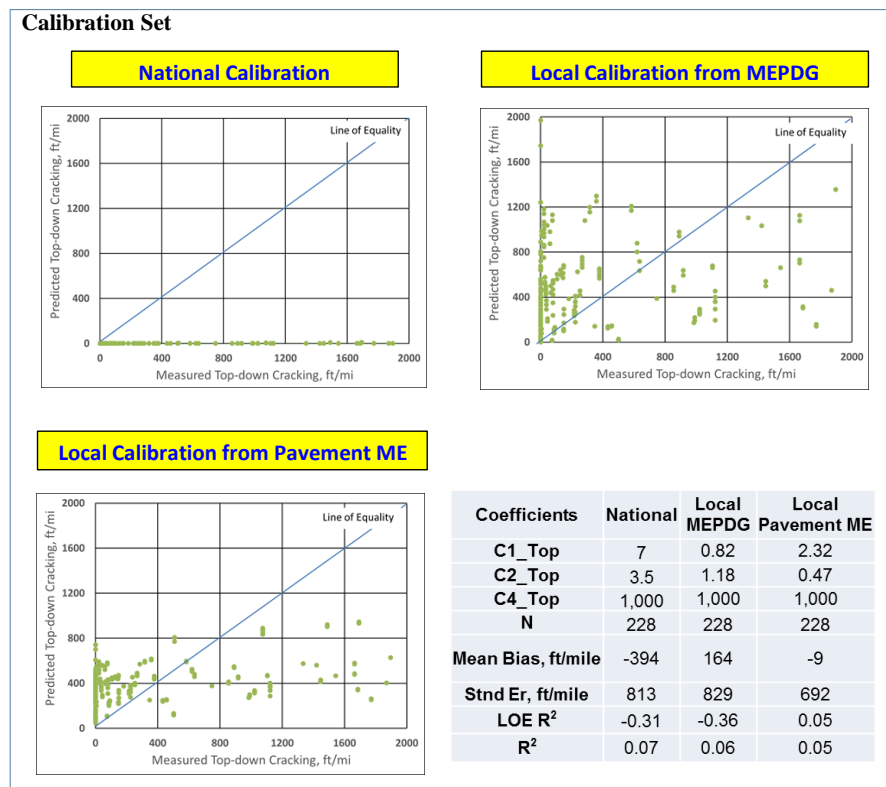 Calibration Set
National Calibration
Local Calibration from MEPDG
2000
1600
1200
800
400
0
0
400
800
1200
1600
2000
Predicted Top-down Cracking, ft/mi
Measured Top-down Cracking, ft/mi
Line of Equality
2000
1600
1200
800
400
0
0
400
800
1200
1600
2000
Predicted Top-down Cracking, ft/mi
Measured Top-down Cracking, ft/mi
Line of Equality
Local Calibration from Pavement ME
2000
1600
1200
800
400
0
0
400
800
1200
1600
2000
Predicted Top-down Cracking, ft/mi
Measured Top-down Cracking, ft/mi
Line of Equality
Coefficients National Local MEPDG Local Pavement ME
C1_Top 7 0.82 2.32
C2_Top 3.5 1.18 0.47
C4_Top 1,000 1,000 1,000
N 228 228 228
Mean Bias, ft/mile -394 164 -9
Stnd Er, ft/mile 813 829 692
LOE R² -0.31 -0.36 0.05
R² 0.07 0.06 0.05